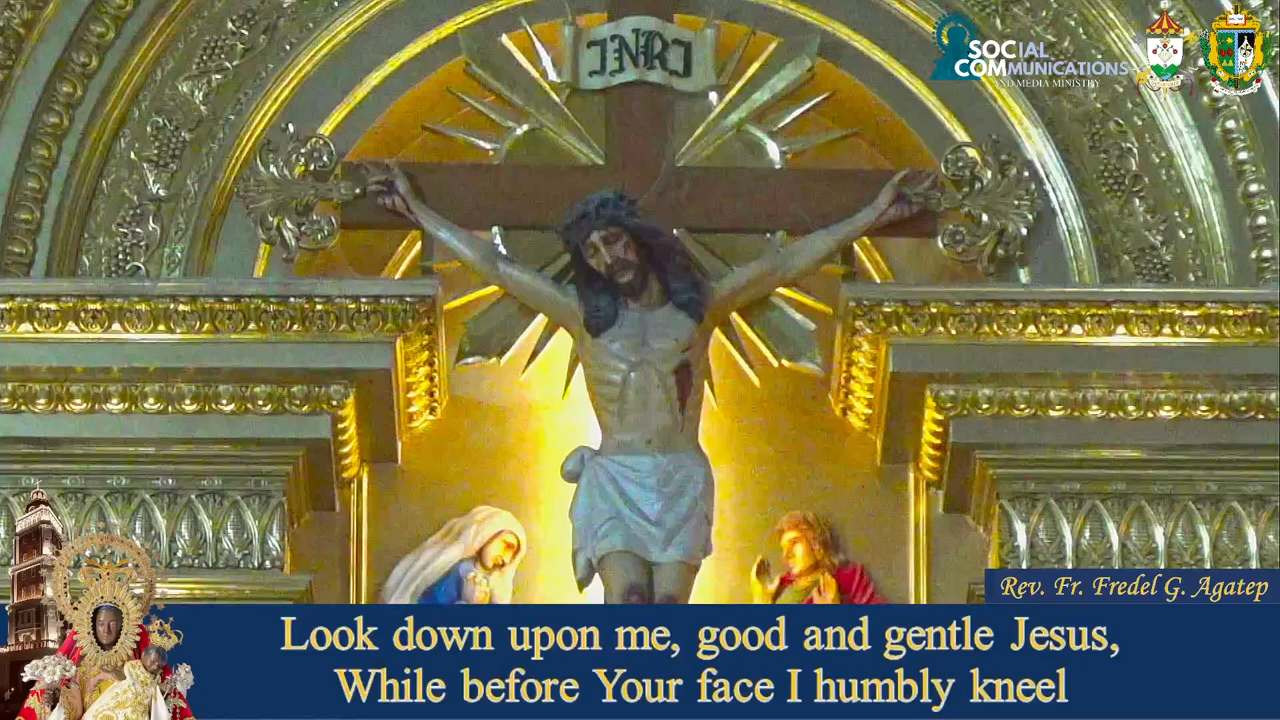 INRI
SOCIAL
COMMUNICATIONS
AND MEDIA MINISTRY
Rev. Fr. Fredel G. Agatep
Look down upon me, good and gentle Jesus,
While before Your face I humbly kneel